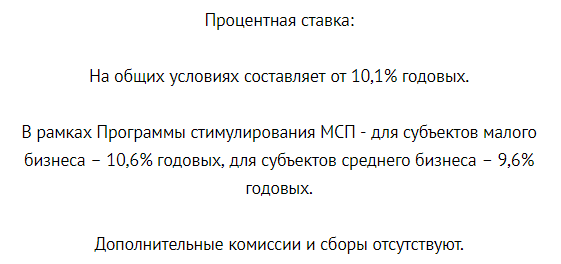 Процентная ставка:
На общих условиях составляет от 10,1% годовых.
В рамках Программы стимулирования МСП - для субъектов малого
бизнеса – 10,6% годовых, для субъектов среднего бизнеса – 9,6%
годовых.
Дополнительные комиссии и сборы отсутствуют.